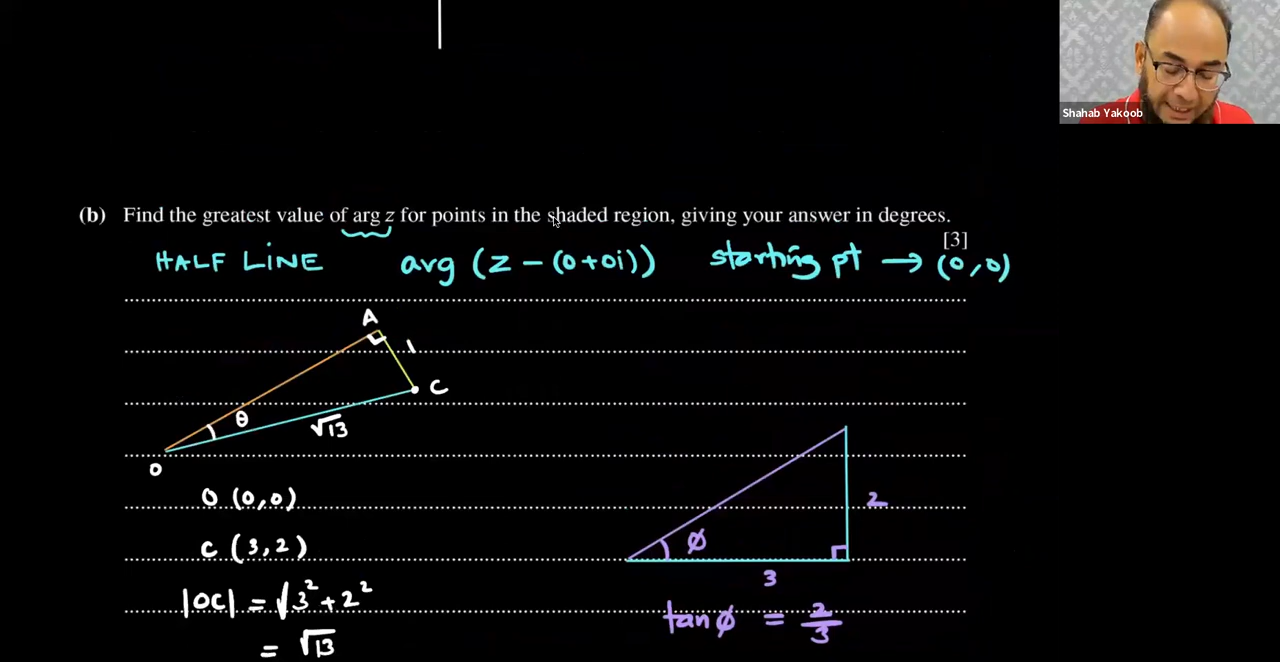 Shahab Yakoob
(b) Find the greatest value of arg z for points in the shaded region, giving your answer in degrees.
[3]
HALF LINE arg (z - (0+0i)) starting pt → (0,0)
A
1
C
θ
√13
O
O (0,0)
C (3,2)
|OC| = √3²+2²
= √13
2
ϕ
3
tan ϕ = 2/3